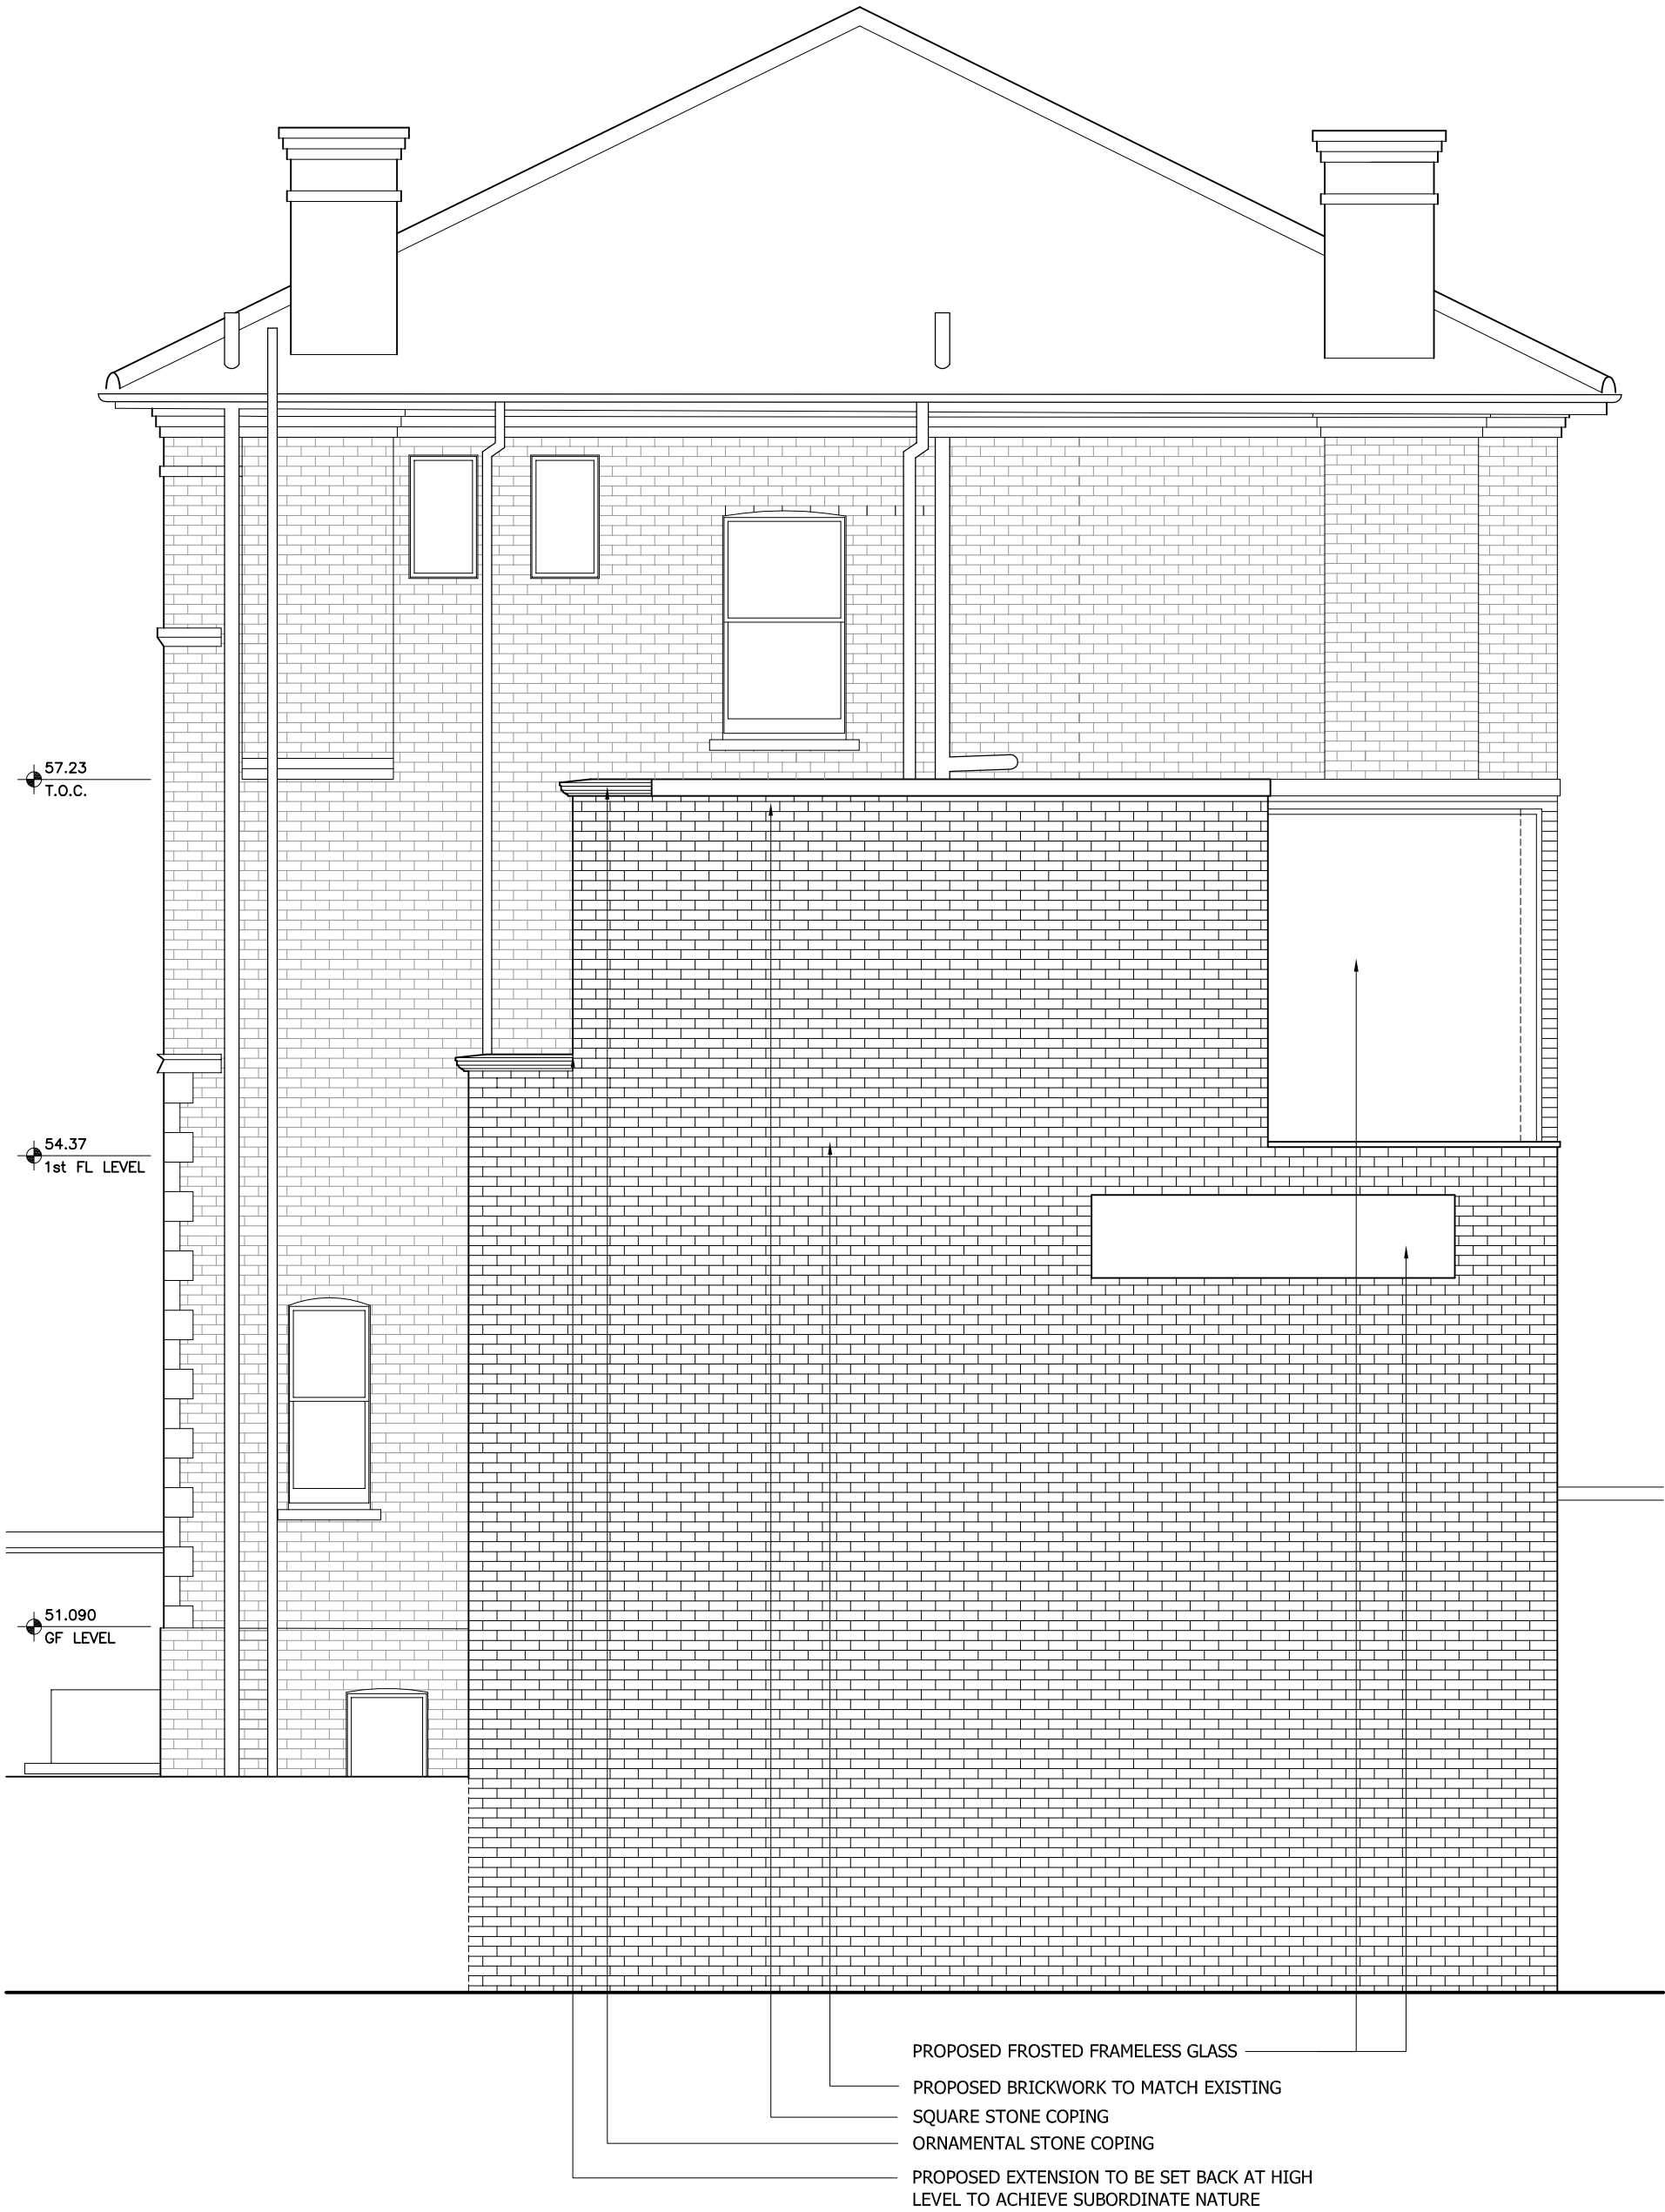 57.23
T.O.C.
54.37
1st FL LEVEL
51.090
GF LEVEL
PROPOSED FROSTED FRAMELESS GLASS
PROPOSED BRICKWORK TO MATCH EXISTING
SQUARE STONE COPING
ORNAMENTAL STONE COPING
PROPOSED EXTENSION TO BE SET BACK AT HIGH
LEVEL TO ACHIEVE SUBORDINATE NATURE